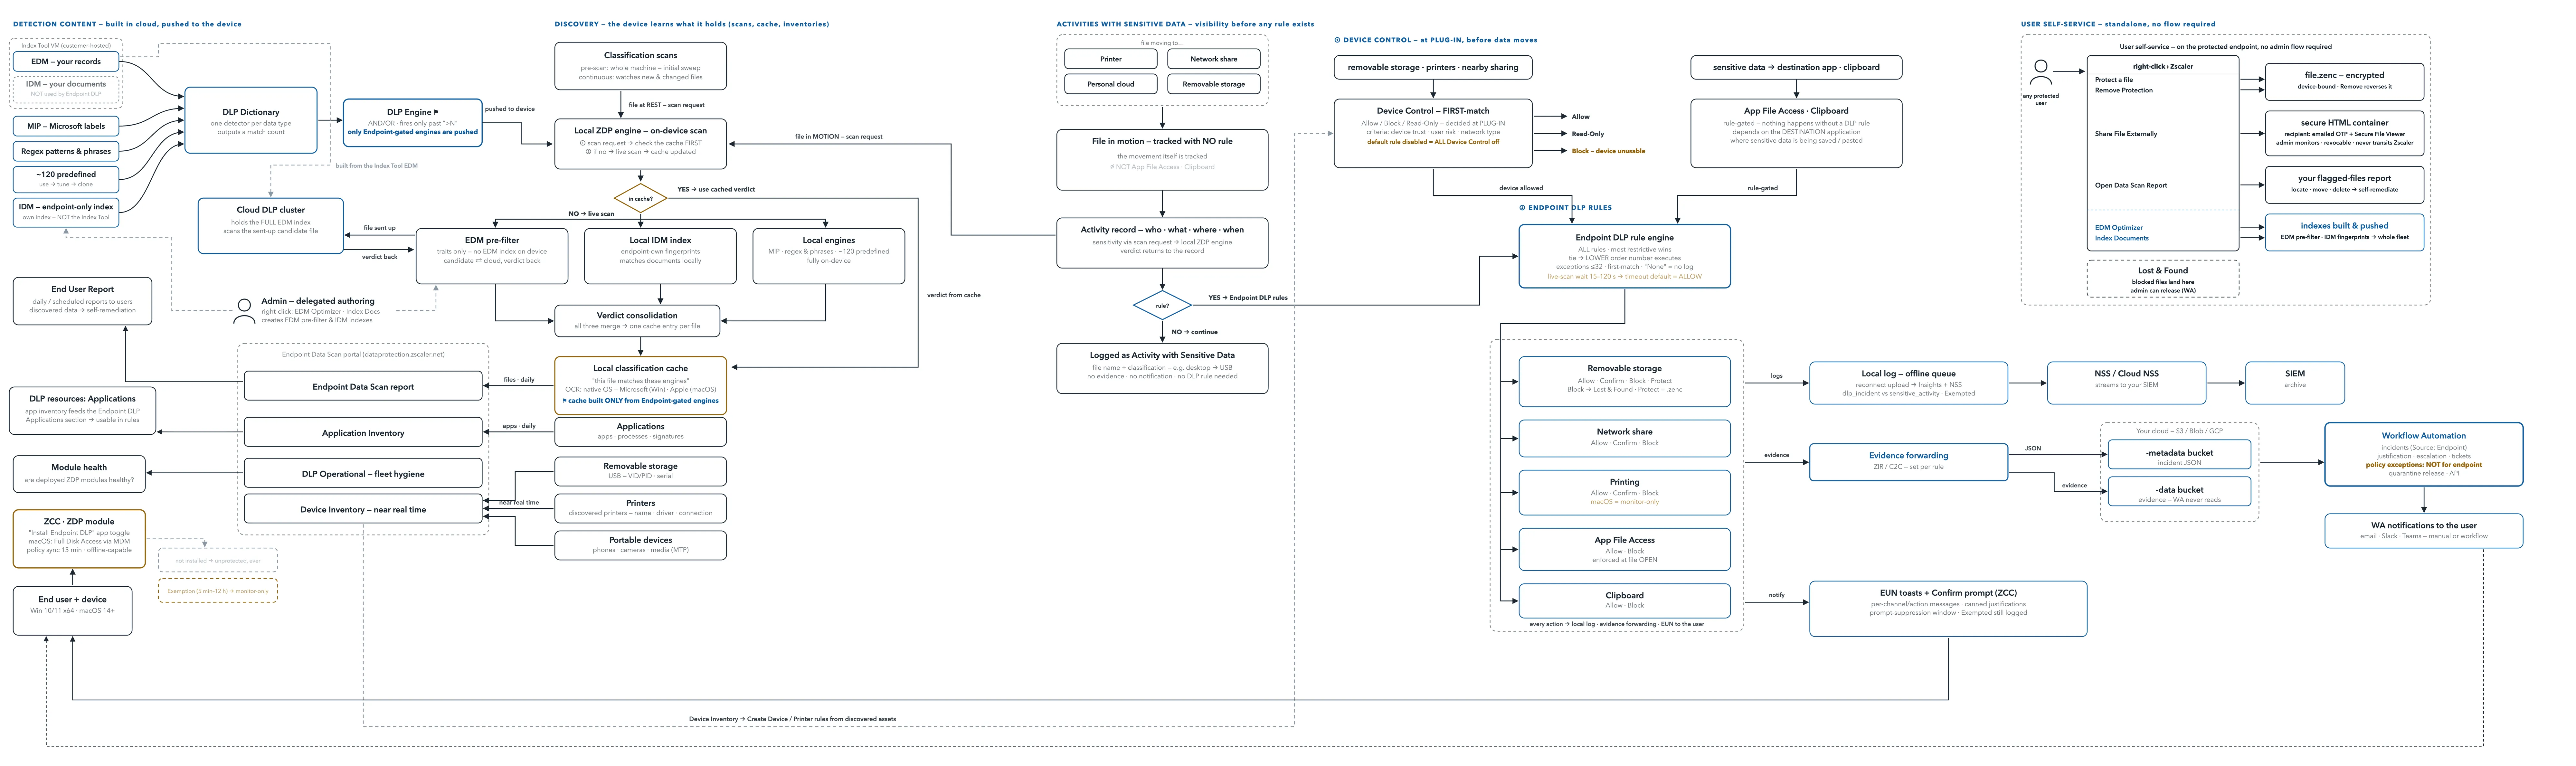 DETECTION CONTENT — built in cloud, pushed to the device
Index Tool VM (customer-hosted)
EDM — your records
IDM — your documents
NOT used by Endpoint DLP
MIP — Microsoft labels
Regex patterns & phrases
~120 predefined
use → tune → clone
IDM — endpoint-only index
own index — NOT the Index Tool
DLP Dictionary
one detector per data type
outputs a match count
DLP Engine ⚑
AND/OR · fires only past ">N"
only Endpoint-gated engines are pushed
pushed to device
built from the Index Tool EDM
Cloud DLP cluster
holds the FULL EDM index
scans the sent-up candidate file
file sent up
verdict back
Admin — delegated authoring
right-click: EDM Optimizer · Index Docs
creates EDM pre-filter & IDM indexes
End User Report
daily / scheduled reports to users
discovered data → self-remediation
DLP resources: Applications
app inventory feeds the Endpoint DLP
Applications section → usable in rules
Module health
are deployed ZDP modules healthy?
ZCC · ZDP module
"Install Endpoint DLP" app toggle
macOS: Full Disk Access via MDM
policy sync 15 min · offline-capable
not installed → unprotected, ever
Exemption (5 min–12 h) → monitor-only
End user + device
Win 10/11 x64 · macOS 14+
Endpoint Data Scan portal (dataprotection.zscaler.net)
Endpoint Data Scan report
Application Inventory
DLP Operational — fleet hygiene
Device Inventory — near real time
DISCOVERY — the device learns what it holds (scans, cache, inventories)
Classification scans
pre-scan: whole machine — initial sweep
continuous: watches new & changed files
file at REST — scan request
Local ZDP engine — on-device scan
① scan request → check the cache FIRST
② if no → live scan → cache updated
in cache?
YES → use cached verdict
NO → live scan
EDM pre-filter
traits only — no EDM index on device
candidate ⇄ cloud, verdict back
Local IDM index
endpoint-own fingerprints
matches documents locally
Local engines
MIP · regex & phrases · ~120 predefined
fully on-device
verdict from cache
Verdict consolidation
all three merge → one cache entry per file
Local classification cache
"this file matches these engines"
OCR: native OS — Microsoft (Win) · Apple (macOS)
⚑ cache built ONLY from Endpoint-gated engines
files · daily
Applications
apps · processes · signatures
apps · daily
Removable storage
USB — VID/PID · serial
near real time
Printers
discovered printers — name · driver · connection
Portable devices
phones · cameras · media (MTP)
file in MOTION — scan request
Device Inventory → Create Device / Printer rules from discovered assets
ACTIVITIES WITH SENSITIVE DATA — visibility before any rule exists
file moving to…
Printer
Network share
Personal cloud
Removable storage
File in motion — tracked with NO rule
the movement itself is tracked
≠ NOT App File Access · Clipboard
Activity record — who · what · where · when
sensitivity via scan request → local ZDP engine
verdict returns to the record
rule?
YES → Endpoint DLP rules
NO → continue
Logged as Activity with Sensitive Data
file name + classification — e.g. desktop → USB
no evidence · no notification · no DLP rule needed
① DEVICE CONTROL — at PLUG-IN, before data moves
removable storage · printers · nearby sharing
Device Control — FIRST-match
Allow / Block / Read-Only — decided at PLUG-IN
criteria: device trust · user risk · network type
default rule disabled = ALL Device Control off
Allow
Read-Only
Block — device unusable
sensitive data → destination app · clipboard
App File Access · Clipboard
rule-gated — nothing happens without a DLP rule
depends on the DESTINATION application
where sensitive data is being saved / pasted
device allowed
rule-gated
② ENDPOINT DLP RULES
Endpoint DLP rule engine
ALL rules · most restrictive wins
tie → LOWER order number executes
exceptions ≤32 · first-match · "None" = no log
live-scan wait 15–120 s → timeout default = ALLOW
Removable storage
Allow · Confirm · Block · Protect
Block → Lost & Found · Protect = .zenc
Network share
Allow · Confirm · Block
Printing
Allow · Confirm · Block
macOS = monitor-only
App File Access
Allow · Block
enforced at file OPEN
Clipboard
Allow · Block
every action → local log · evidence forwarding · EUN to the user
logs
evidence
notify
Local log — offline queue
reconnect upload → Insights + NSS
dlp_incident vs sensitive_activity · Exempted
NSS / Cloud NSS
streams to your SIEM
SIEM
archive
Evidence forwarding
ZIR / C2C — set per rule
JSON
evidence
Your cloud — S3 / Blob / GCP
-metadata bucket
incident JSON
-data bucket
evidence — WA never reads
Workflow Automation
incidents (Source: Endpoint)
justification · escalation · tickets
policy exceptions: NOT for endpoint
quarantine release · API
WA notifications to the user
email · Slack · Teams — manual or workflow
EUN toasts + Confirm prompt (ZCC)
per-channel/action messages · canned justifications
prompt-suppression window · Exempted still logged
USER SELF-SERVICE — standalone, no flow required
User self-service — on the protected endpoint, no admin flow required
any protected
user
right-click › Zscaler
Protect a file
Remove Protection
Share File Externally
Open Data Scan Report
EDM Optimizer
Index Documents
file.zenc — encrypted
device-bound · Remove reverses it
secure HTML container
recipient: emailed OTP + Secure File Viewer
admin monitors · revocable · never transits Zscaler
your flagged-files report
locate · move · delete → self-remediate
indexes built & pushed
EDM pre-filter · IDM fingerprints → whole fleet
Lost & Found
blocked files land here
admin can release (WA)